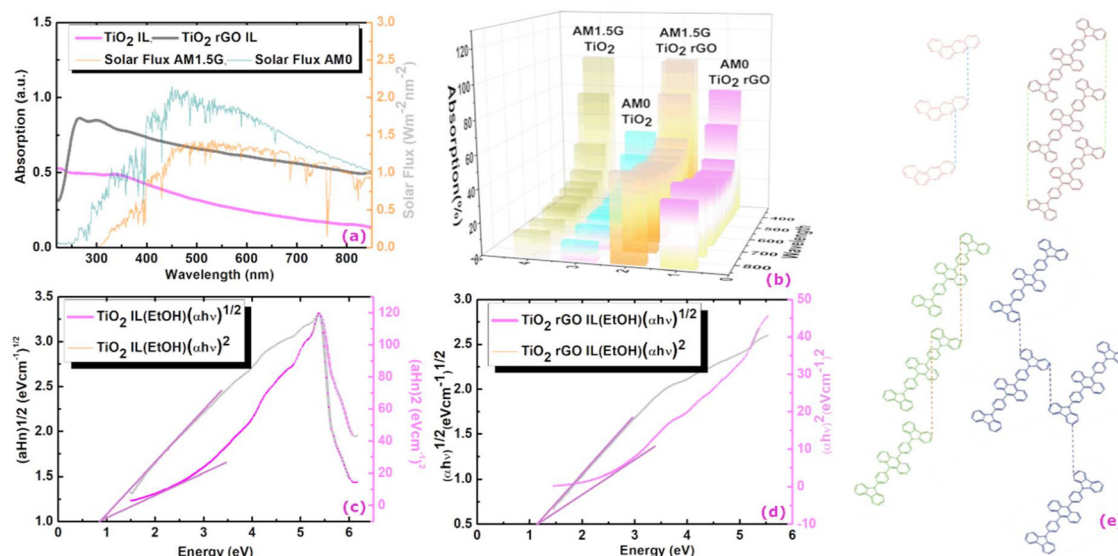 TiO2 IL, TiO2 rGO IL
Solar Flux AM1.5G, Solar Flux AM0
Absorption (a.u.)
1.5
1.0
0.5
0.0
300 400 500 600 700 800
Wavelength (nm)
3.0
2.5
2.0
1.5
1.0
0.5
0.0
Solar Flux (Wm-2nm-2)
(a)
AM1.5G
TiO2
AM0
TiO2
AM1.5G
TiO2 rGO
AM0
TiO2 rGO
Absorption(%)
120
100
80
60
40
20
4
2
1
0
400
500
600
700
800
Wavelength
(b)
TiO2 IL(EtOH)(αhν)1/2
TiO2 IL(EtOH)(αhν)2
(aHn)1/2 (eVcm-1)1/2
3.5
3.0
2.5
2.0
1.5
1.0
1 2 3 4 5 6
Energy (eV)
120
100
80
60
40
20
0
(aHn)2 (eVcm-1)2
(c)
TiO2 rGO IL(EtOH)(αhν)1/2
TiO2 rGO IL(EtOH)(αhν)2
(αhν)1/2(eVcm-1)1/2
3.0
2.5
2.0
1.5
1.0
0.5
0 1 2 3 4 5 6
Energy (eV)
50
40
30
20
10
0
-10
(αhν)2(eVcm-1)2
(d)
(e)